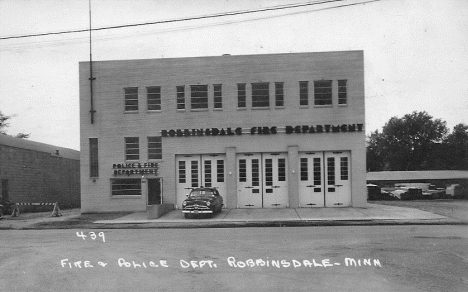 ROBBINSDALE FIRE DEPARTMENT
POLICE & FIRE
DEPARTMENT
439
FIRE & POLICE DEPT. ROBBINSDALE - MINN